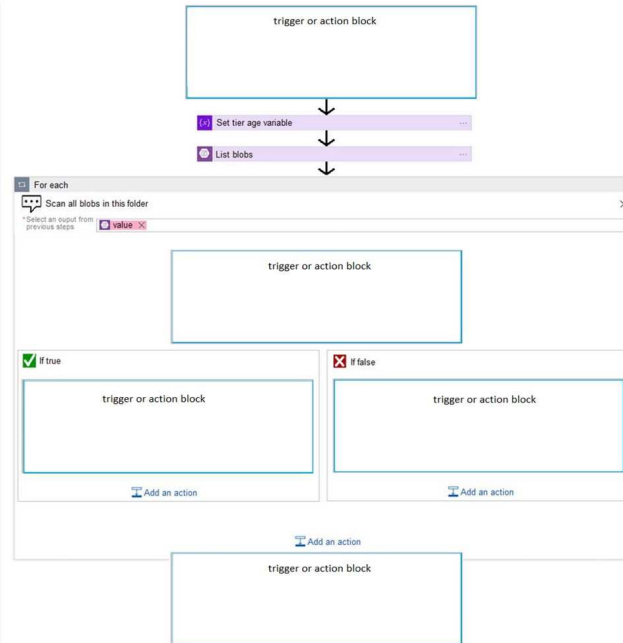 trigger or action block
{x} Set tier age variable ...
List blobs ...
For each
Scan all blobs in this folder
*Select an ouput from
previous steps
value ×
trigger or action block
If true
If false
trigger or action block
trigger or action block
Add an action
Add an action
Add an action
trigger or action block